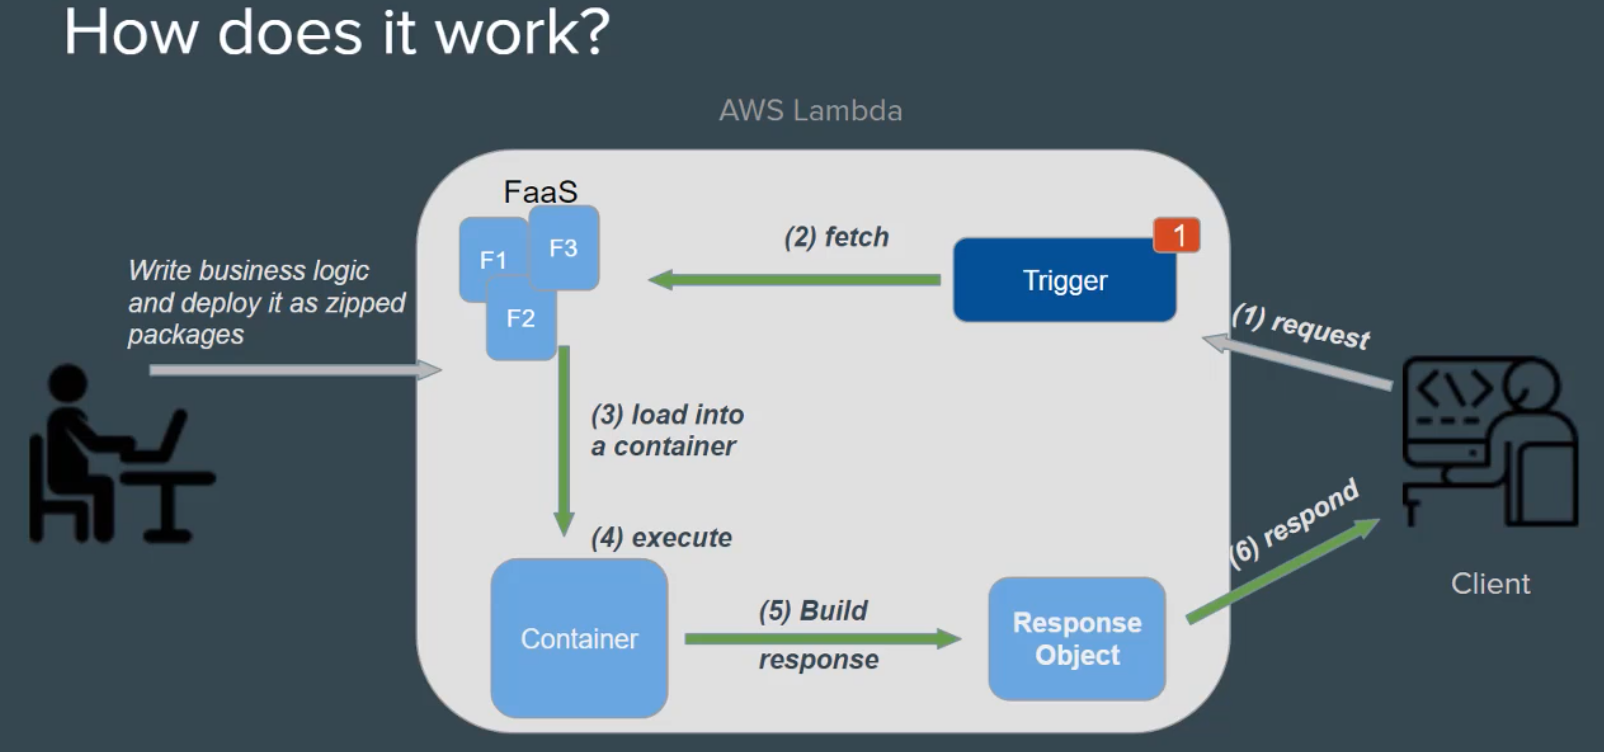 How does it work?
AWS Lambda
FaaS
F1
F3
F2
(2) fetch
1
Trigger
Write business logic
and deploy it as zipped
packages
(1) request
(3) load into
a container
(4) execute
Container
(5) Build
response
Response
Object
(6) respond
Client